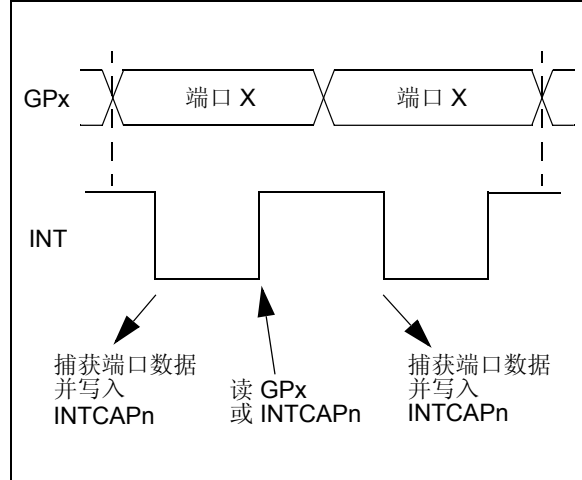 GPx
端口 X
端口 X
INT
捕获端口数据
并写入
INTCAPn
读 GPx
或 INTCAPn
捕获端口数据
并写入
INTCAPn